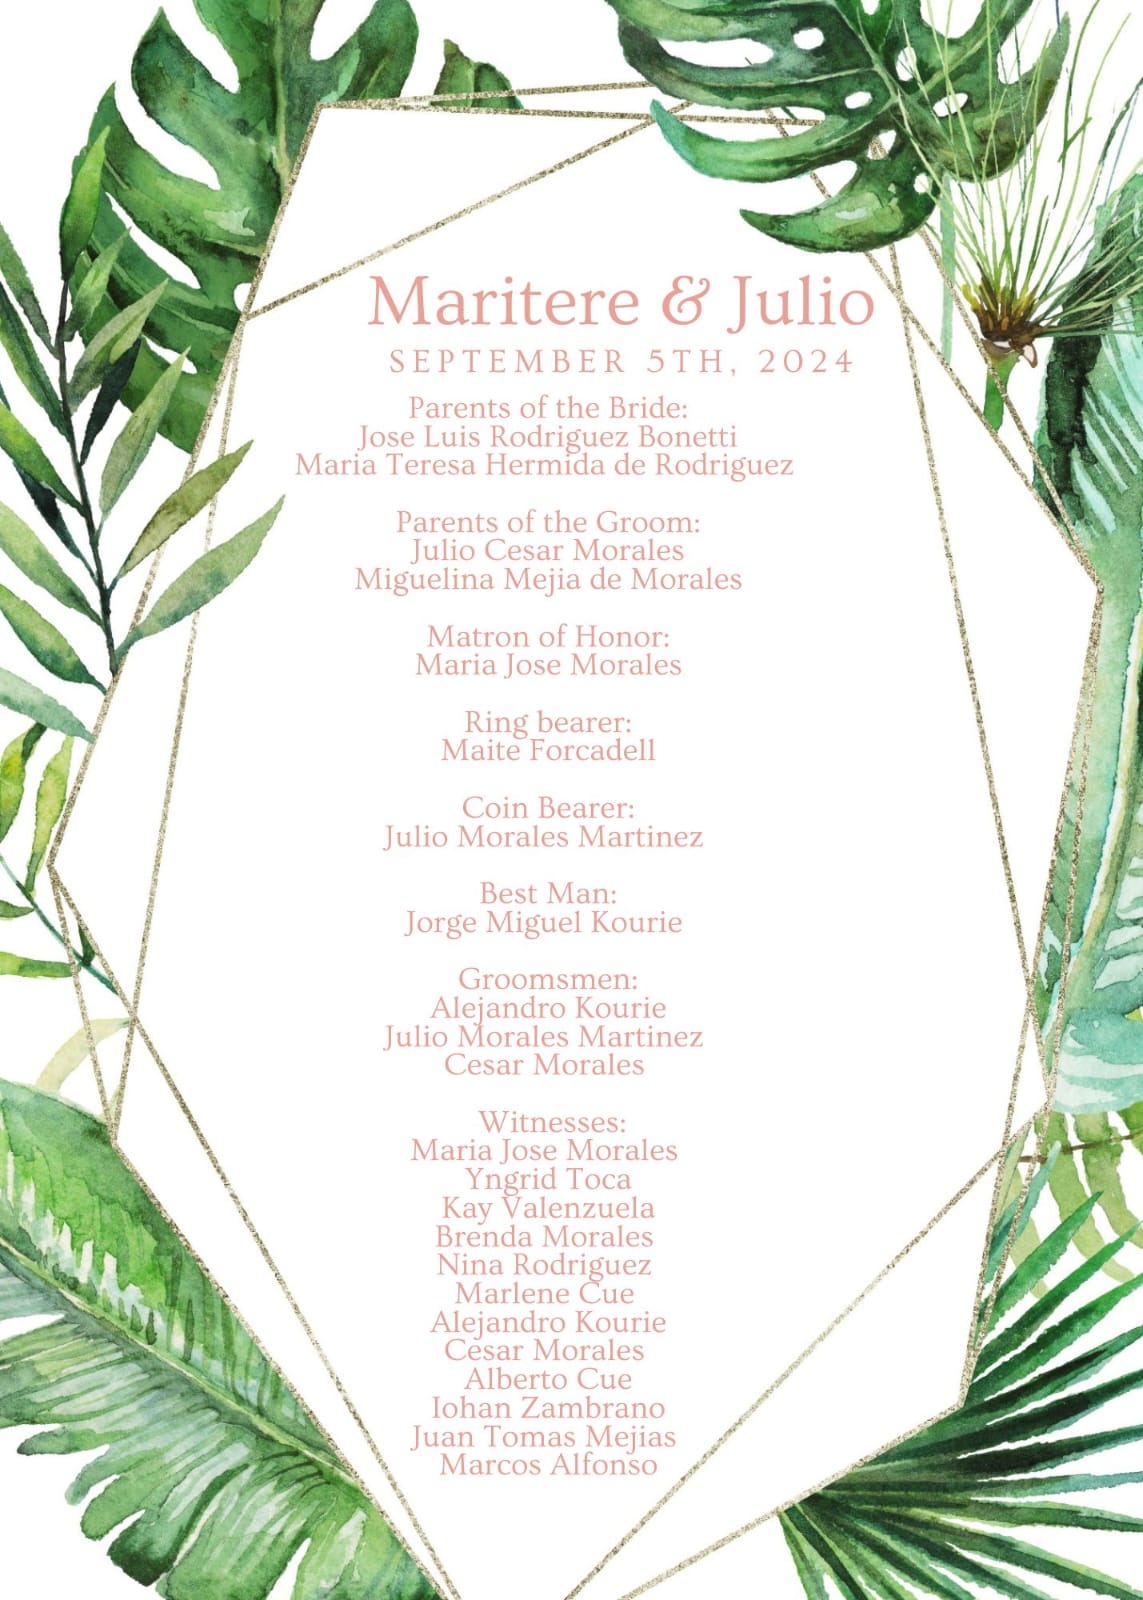 Maritere & Julio
SEPTEMBER 5TH, 2024
Parents of the Bride:
Jose Luis Rodriguez Bonetti
Maria Teresa Hermida de Rodriguez
Parents of the Groom:
Julio Cesar Morales
Miguelina Mejia de Morales
Matron of Honor:
Maria Jose Morales
Ring bearer:
Maite Forcadell
Coin Bearer:
Julio Morales Martinez
Best Man:
Jorge Miguel Kourie
Groomsmen:
Alejandro Kourie
Julio Morales Martinez
Cesar Morales
Witnesses:
Maria Jose Morales
Yngrid Toca
Kay Valenzuela
Brenda Morales
Nina Rodriguez
Marlene Cue
Alejandro Kourie
Cesar Morales
Alberto Cue
Iohan Zambrano
Juan Tomas Mejias
Marcos Alfonso